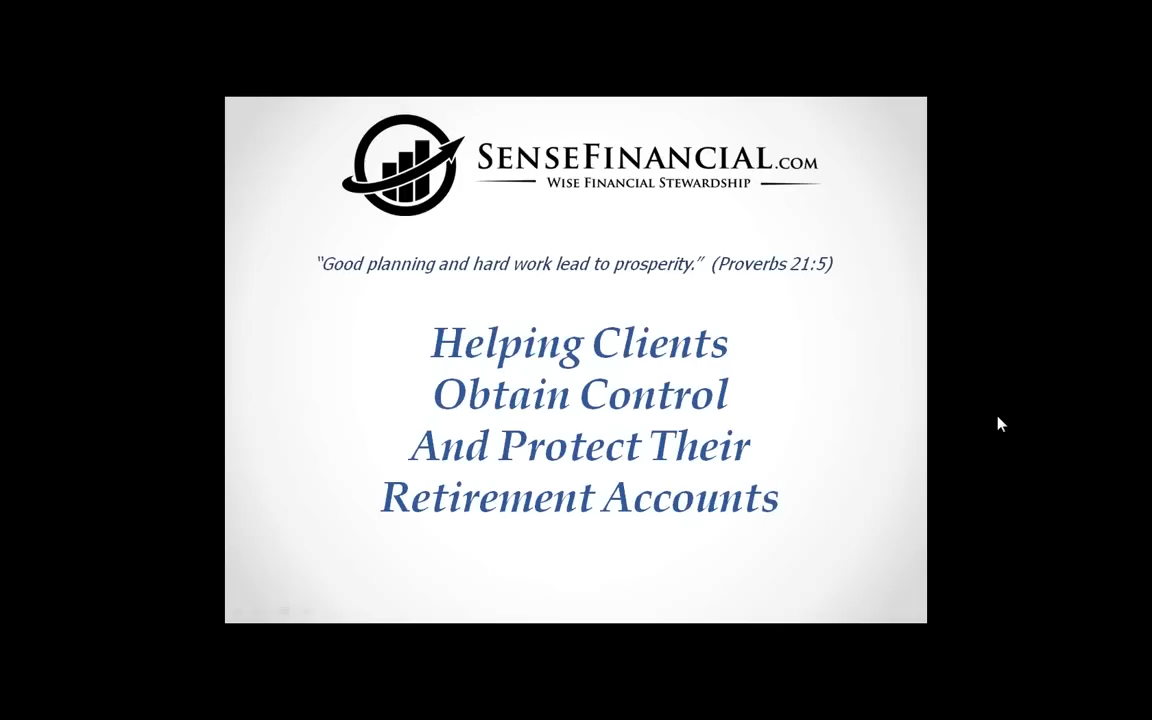 SENSEFINANCIAL.COM
WISE FINANCIAL STEWARDSHIP
“Good planning and hard work lead to prosperity.” (Proverbs 21:5)
Helping Clients
Obtain Control
And Protect Their
Retirement Accounts